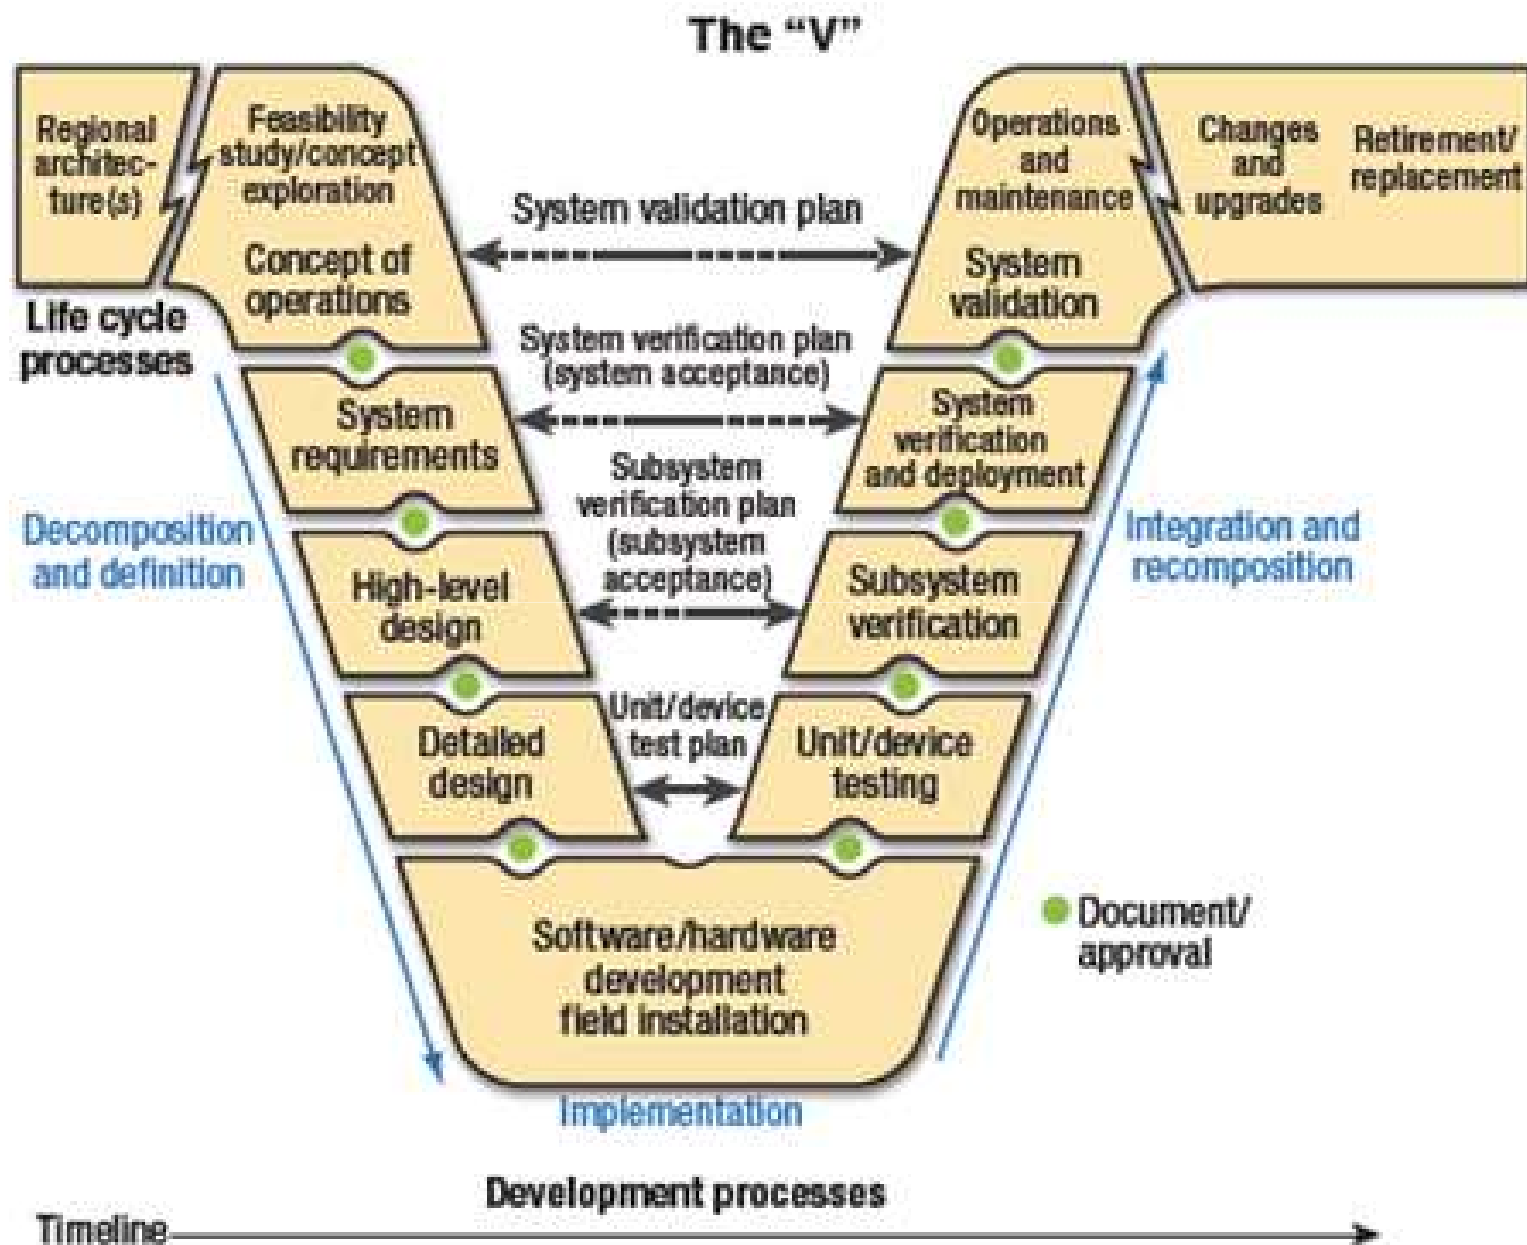 The “V”
Regional
architec-
ture(s)
Feasibility
study/concept
exploration
Concept of
operations
System validation plan
Operations
and
maintenance
System
validation
Changes
and
upgrades
Retirement/
replacement
Life cycle
processes
System verification plan
(system acceptance)
System
requirements
System
verification
and deployment
Subsystem
verification plan
(subsystem
acceptance)
Decomposition
and definition
Integration and
recomposition
High-level
design
Subsystem
verification
Unit/device
test plan
Detailed
design
Unit/device
testing
Software/hardware
development
field installation
Document/
approval
Implementation
Development processes
Timeline